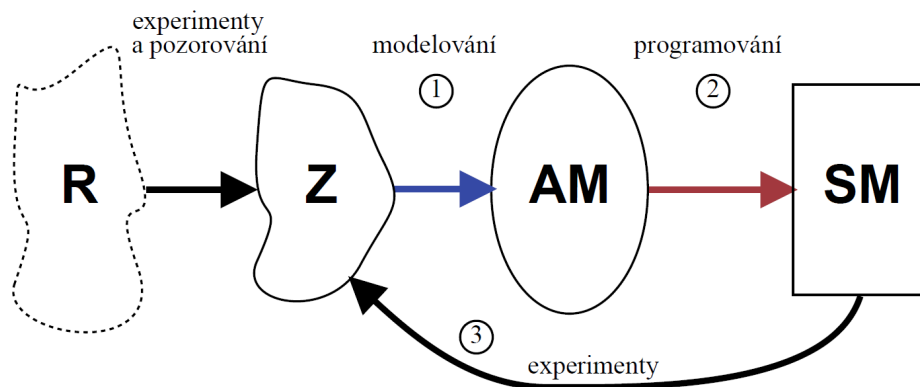 experimenty
a pozorování
modelování
1
programování
2
R
Z
AM
SM
3
experimenty